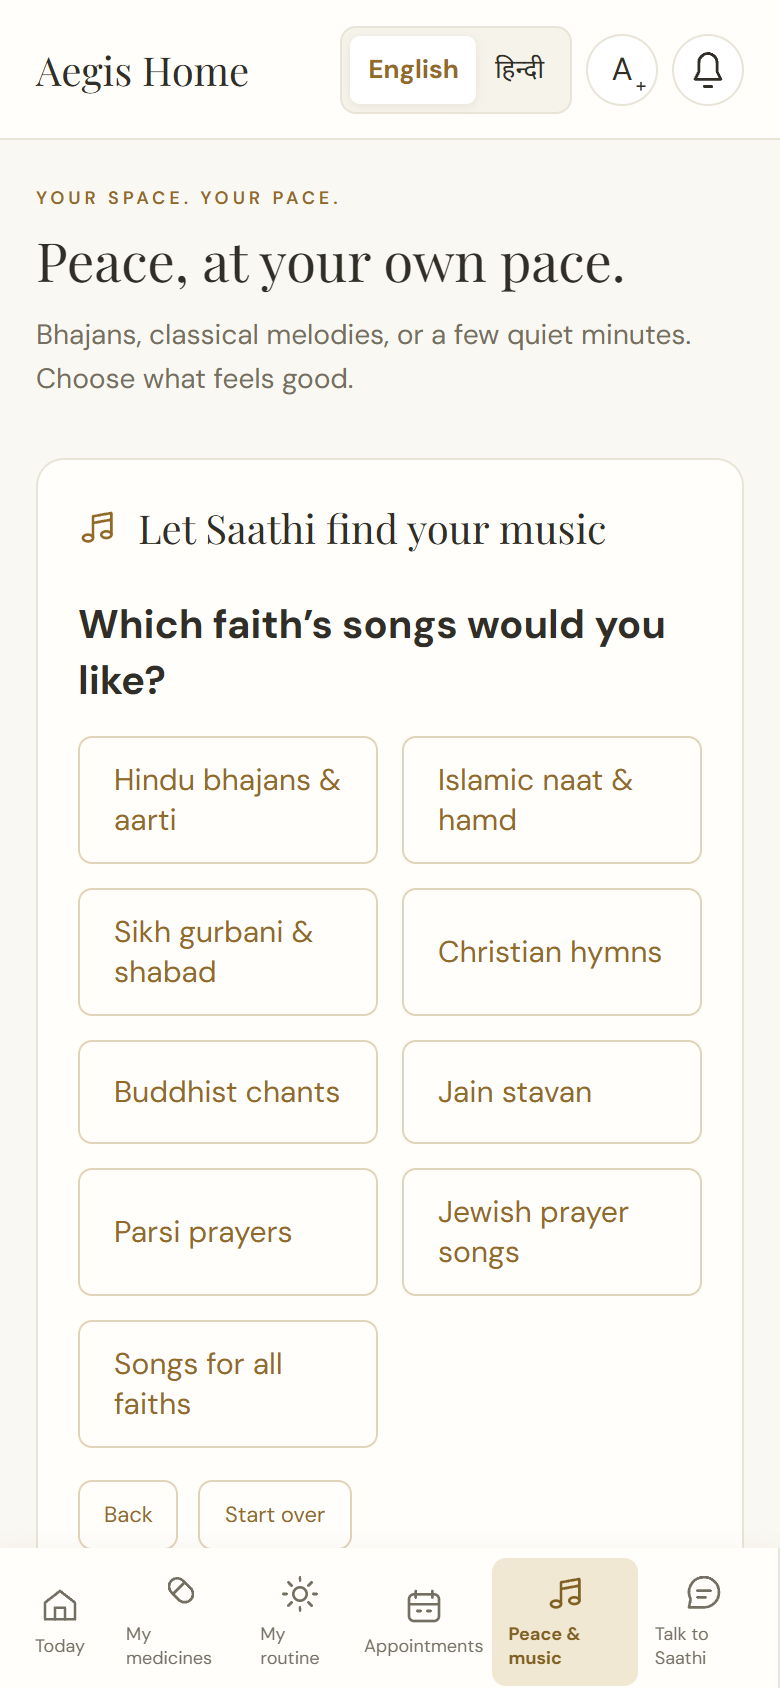 Aegis Home
English
हिन्दी
A+
YOUR SPACE. YOUR PACE.
Peace, at your own pace.
Bhajans, classical melodies, or a few quiet minutes.
Choose what feels good.
Let Saathi find your music
Which faith’s songs would you
like?
Hindu bhajans &
aarti
Islamic naat &
hamd
Sikh gurbani &
shabad
Christian hymns
Buddhist chants
Jain stavan
Parsi prayers
Jewish prayer
songs
Songs for all
faiths
Back
Start over
Today
My
medicines
My
routine
Appointments
Peace &
music
Talk to
Saathi